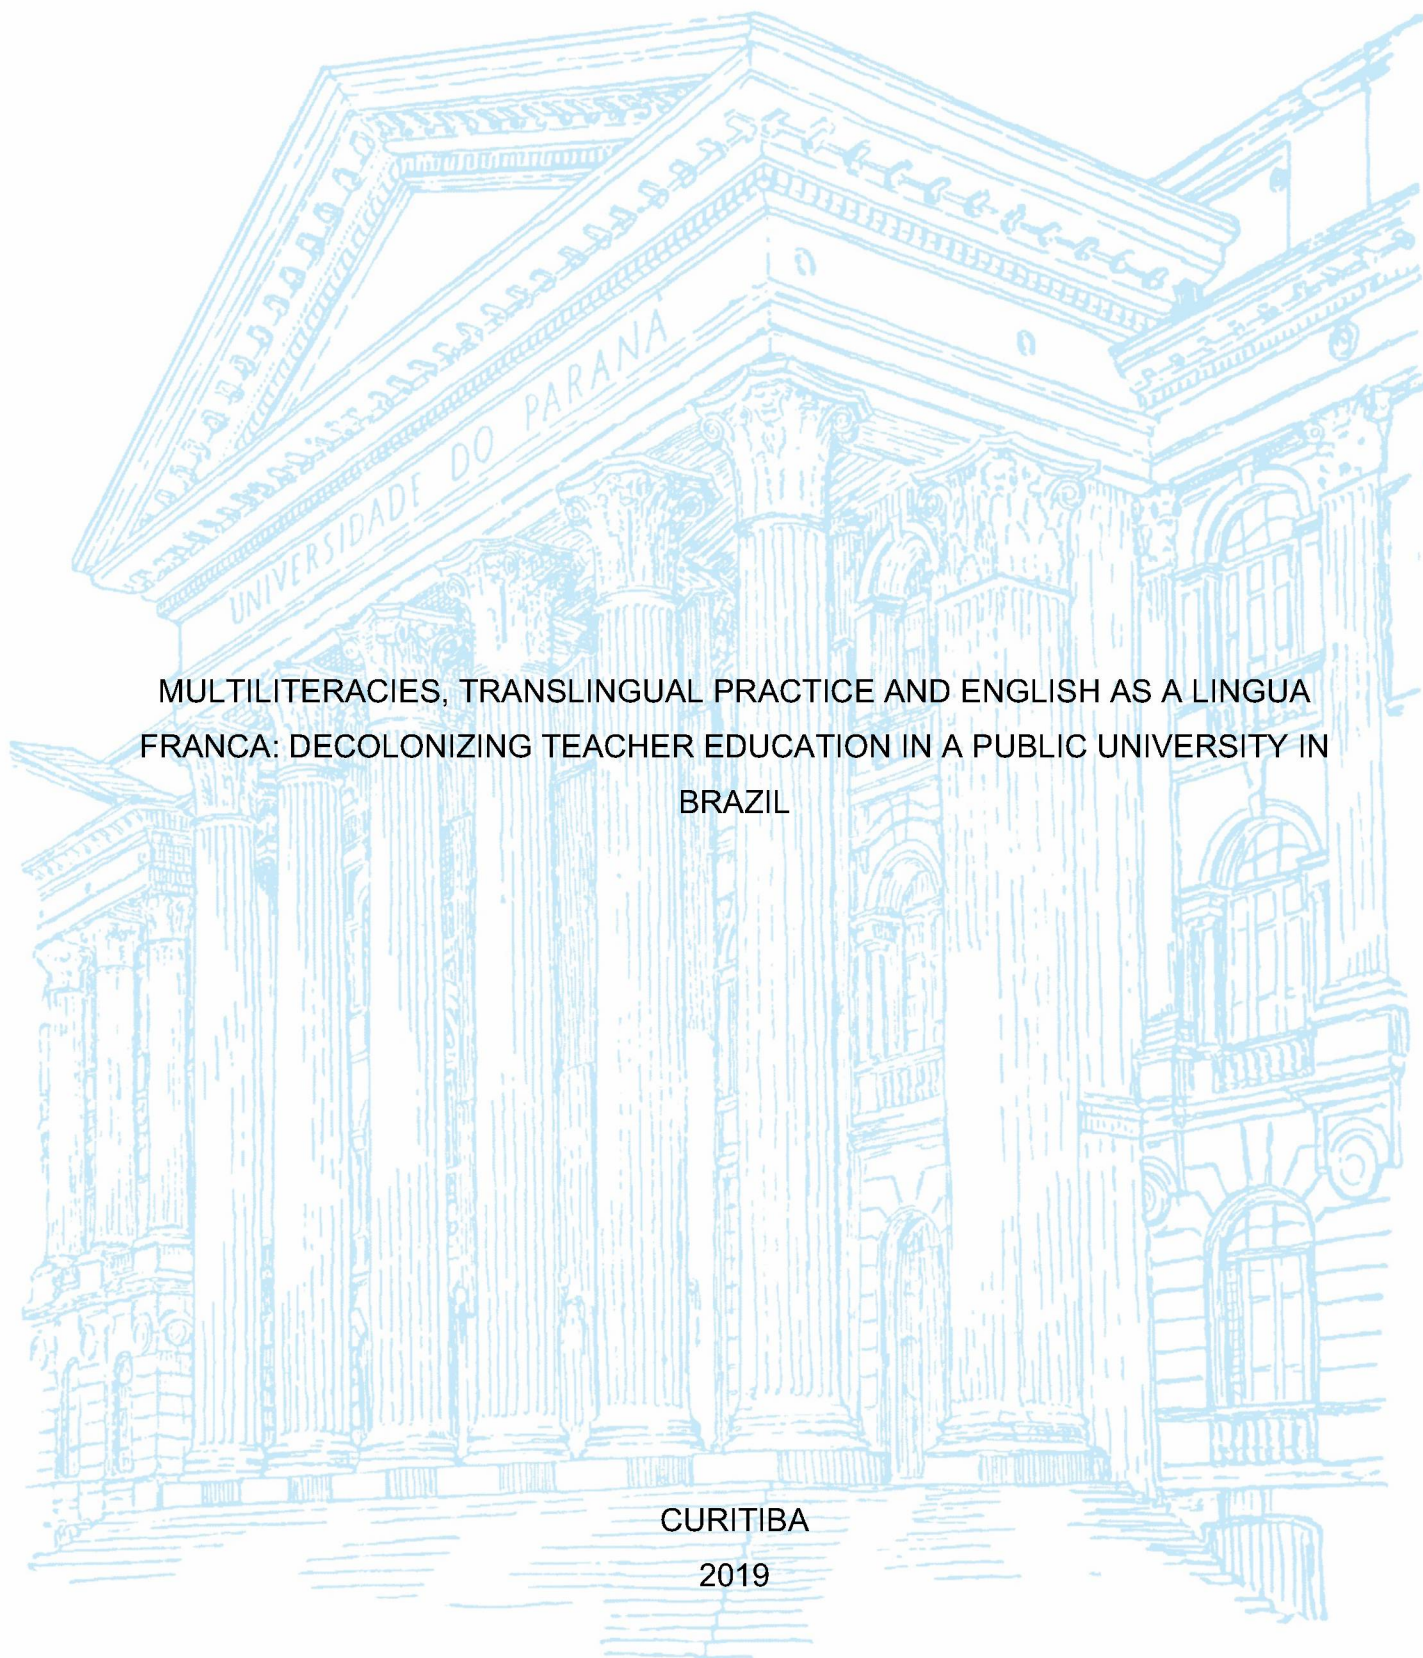 UNIVERSIDADE DO PARANÁ
MULTILITERACIES, TRANSLINGUAL PRACTICE AND ENGLISH AS A LINGUA
FRANCA: DECOLONIZING TEACHER EDUCATION IN A PUBLIC UNIVERSITY IN
BRAZIL
CURITIBA
2019